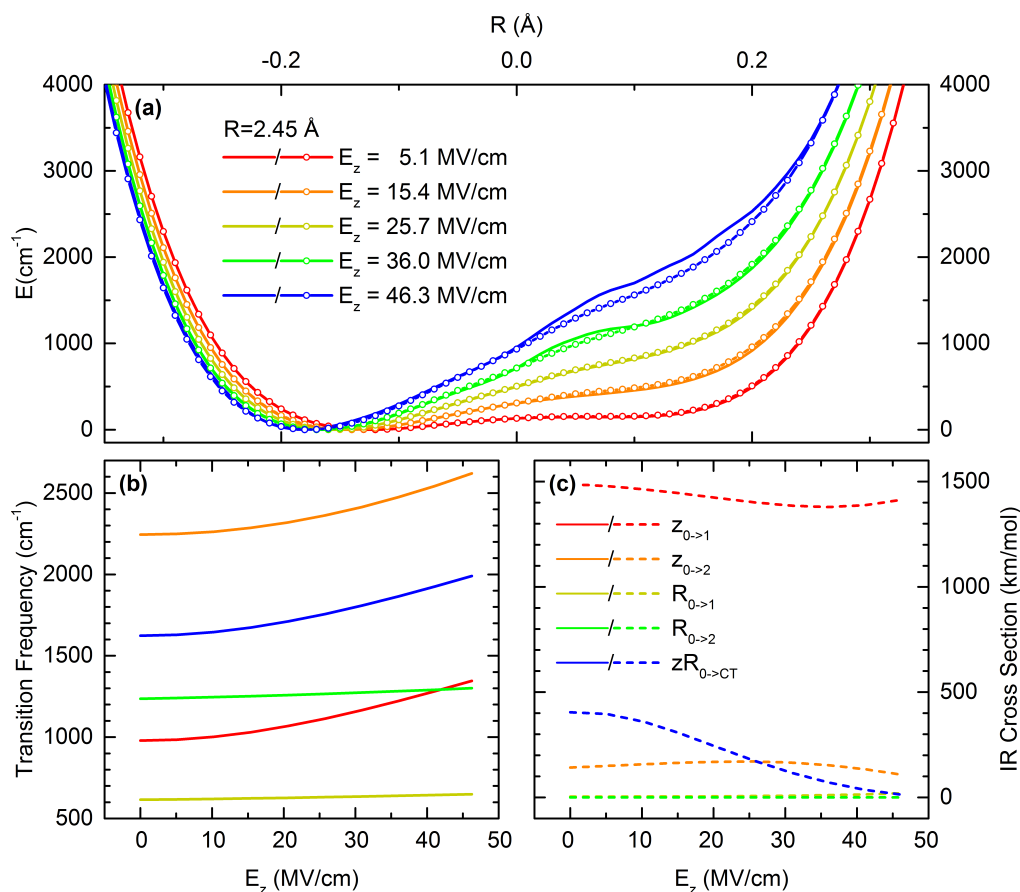 R (Å)
-0.2 0.0 0.2
4000 (a) 4000
R=2.45 Å
E_z = 5.1 MV/cm
3000 3000
E_z = 15.4 MV/cm
E_z = 25.7 MV/cm
E(cm⁻¹)
2000 E_z = 36.0 MV/cm 2000
E_z = 46.3 MV/cm
1000 1000
0 0
(b) (c)
2500 1500
z_0->1
z_0->2
2000 R_0->1
1000
R_0->2
Transition Frequency (cm⁻¹)
IR Cross Section (km/mol)
1500 zR_0->CT
500
1000
500 0
0 10 20 30 40 50 0 10 20 30 40 50
E_z (MV/cm) E_z (MV/cm)